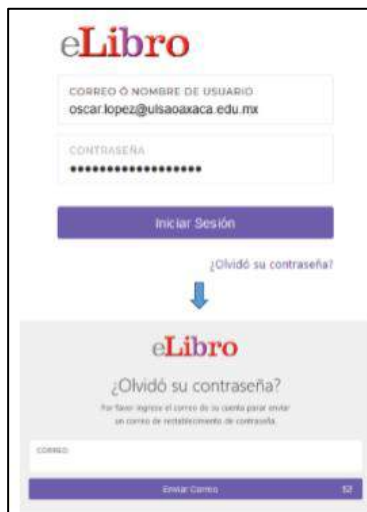 eLibro
CORREO Ó NOMBRE DE USUARIO
oscar.lopez@ulsaoaxaca.edu.mx
CONTRASEÑA
••••••••••••••••••
Iniciar Sesión
¿Olvidó su contraseña?
eLibro
¿Olvidó su contraseña?
Por favor ingrese el correo de su cuenta parar enviar
un correo de restablecimiento de contraseña.
CORREO
Enviar Correo